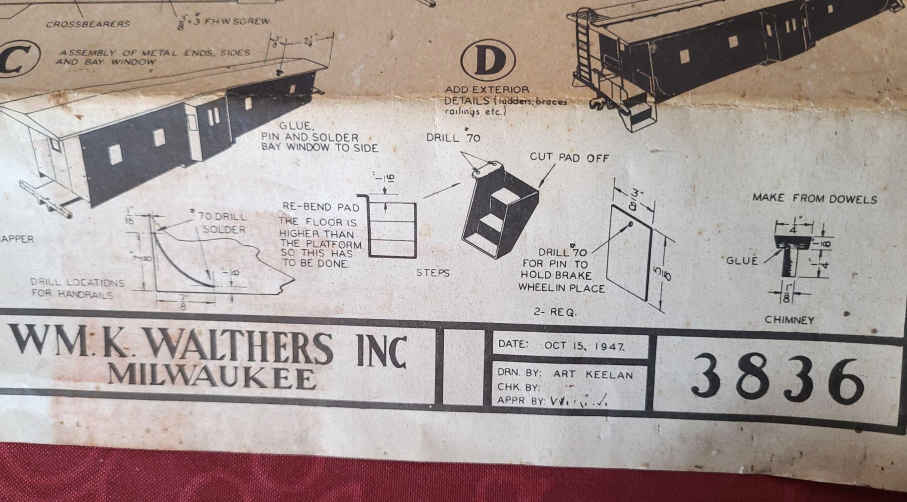 CROSSBEARERS
F.H.W SCREW
C
ASSEMBLY OF METAL ENDS, SIDES
AND BAY WINDOW
D
ADD EXTERIOR
DETAILS (ladders, braces
railings etc.)
GLUE,
PIN AND SOLDER
BAY WINDOW TO SIDE
DRILL #70
CUT PAD OFF
RE-BEND PAD
THE FLOOR IS
HIGHER THAN
THE PLATFORM
SO THIS HAS
TO BE DONE.
STEPS
#70 DRILL
SOLDER
APPER
DRILL LOCATIONS
FOR HANDRAILS
DRILL #70
FOR PIN TO
HOLD BRAKE
WHEEL IN PLACE
2- REQ.
MAKE FROM DOWELS
GLUE
CHIMNEY
WM. K. WALTHERS INC
MILWAUKEE
DATE: OCT 15, 1947.
DRN. BY: ART KEELAN
CHK. BY:
APPR BY:
3836